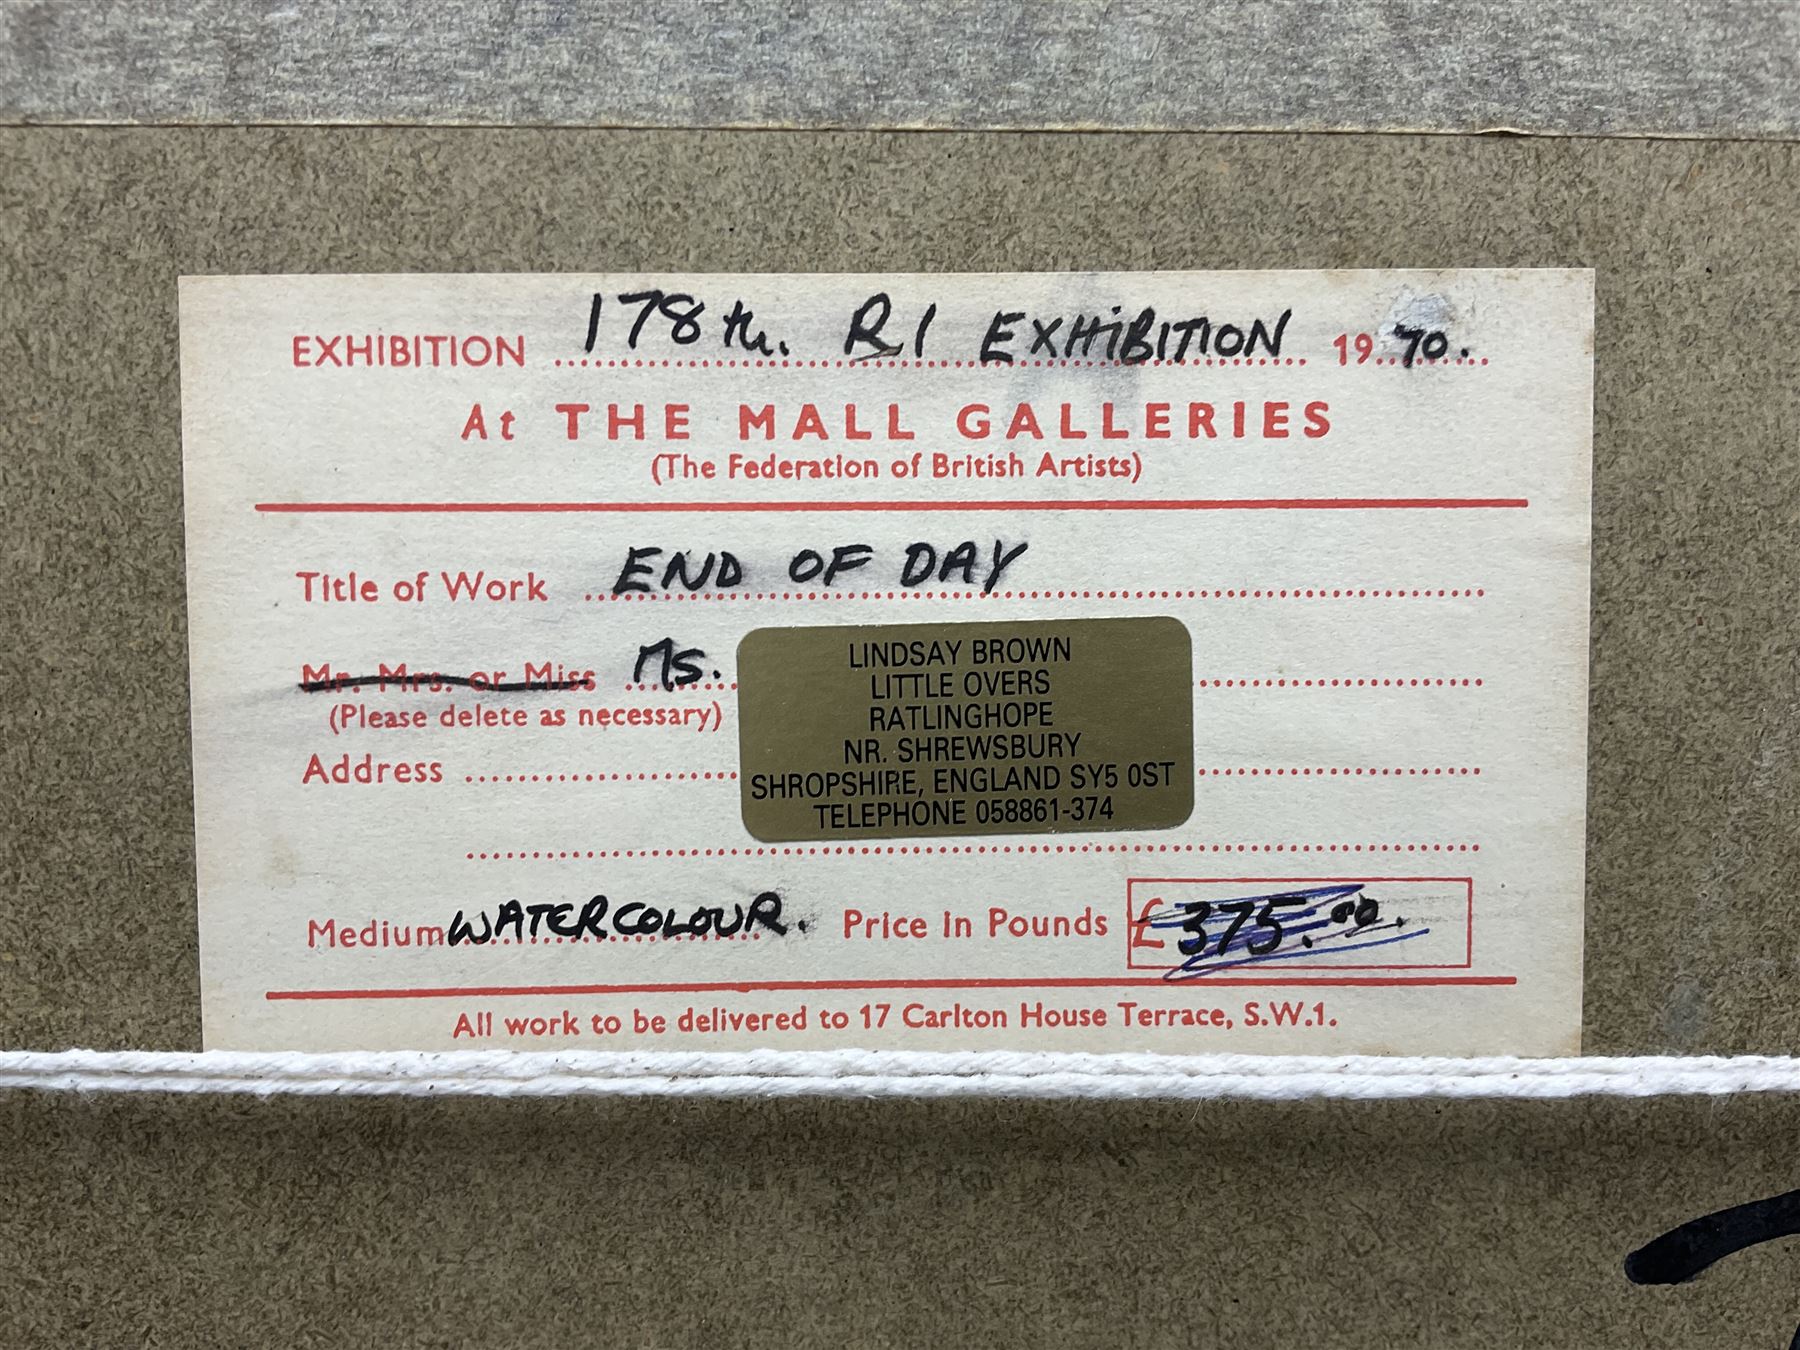 EXHIBITION 178th. RI EXHIBITION 1970.
At THE MALL GALLERIES
(The Federation of British Artists)
Title of Work END OF DAY
Mr. Mrs. or Miss Ms.
(Please delete as necessary)
Address
LINDSAY BROWN
LITTLE OVERS
RATLINGHOPE
NR. SHREWSBURY
SHROPSHIRE, ENGLAND SY5 0ST
TELEPHONE 058861-374
Medium WATERCOLOUR. Price in Pounds £375.00.
All work to be delivered to 17 Carlton House Terrace, S.W.1.